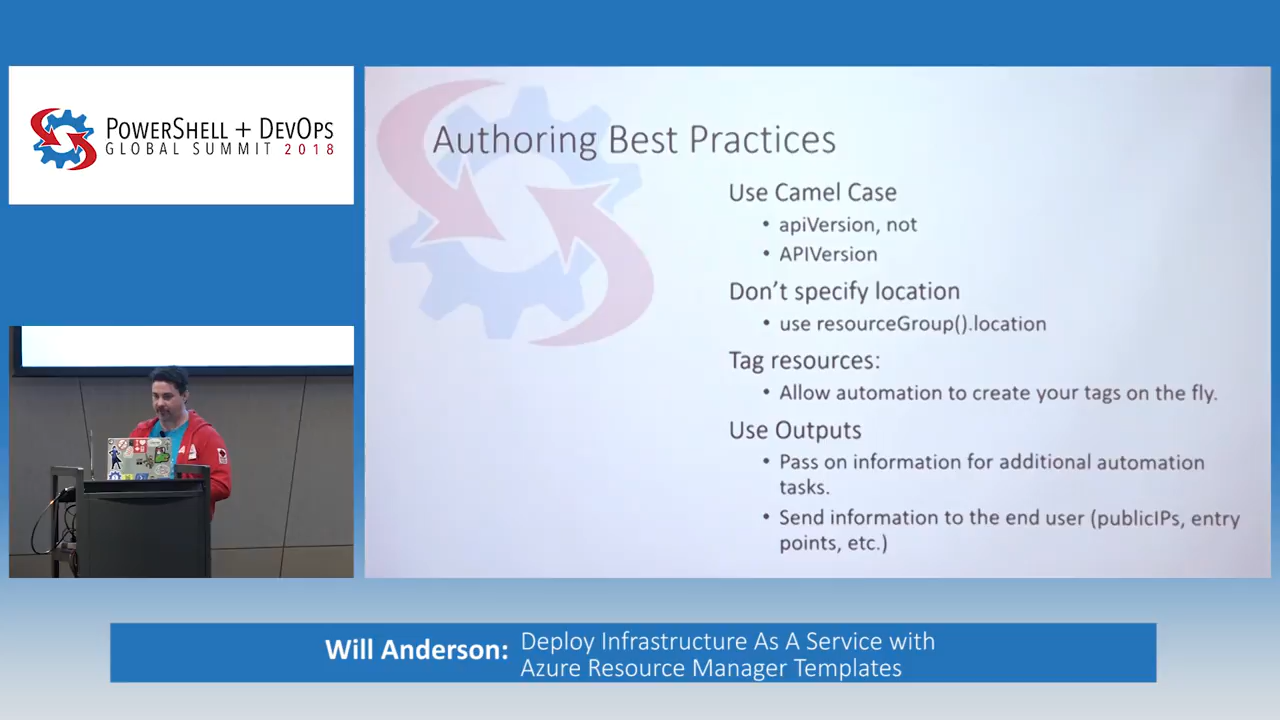 POWERSHELL + DEVOPS
GLOBAL SUMMIT 2018
Authoring Best Practices
Use Camel Case
• apiVersion, not
• APIVersion
Don’t specify location
• use resourceGroup().location
Tag resources:
• Allow automation to create your tags on the fly.
Use Outputs
• Pass on information for additional automation
tasks.
• Send information to the end user (publicIPs, entry
points, etc.)
Will Anderson:
Deploy Infrastructure As A Service with
Azure Resource Manager Templates